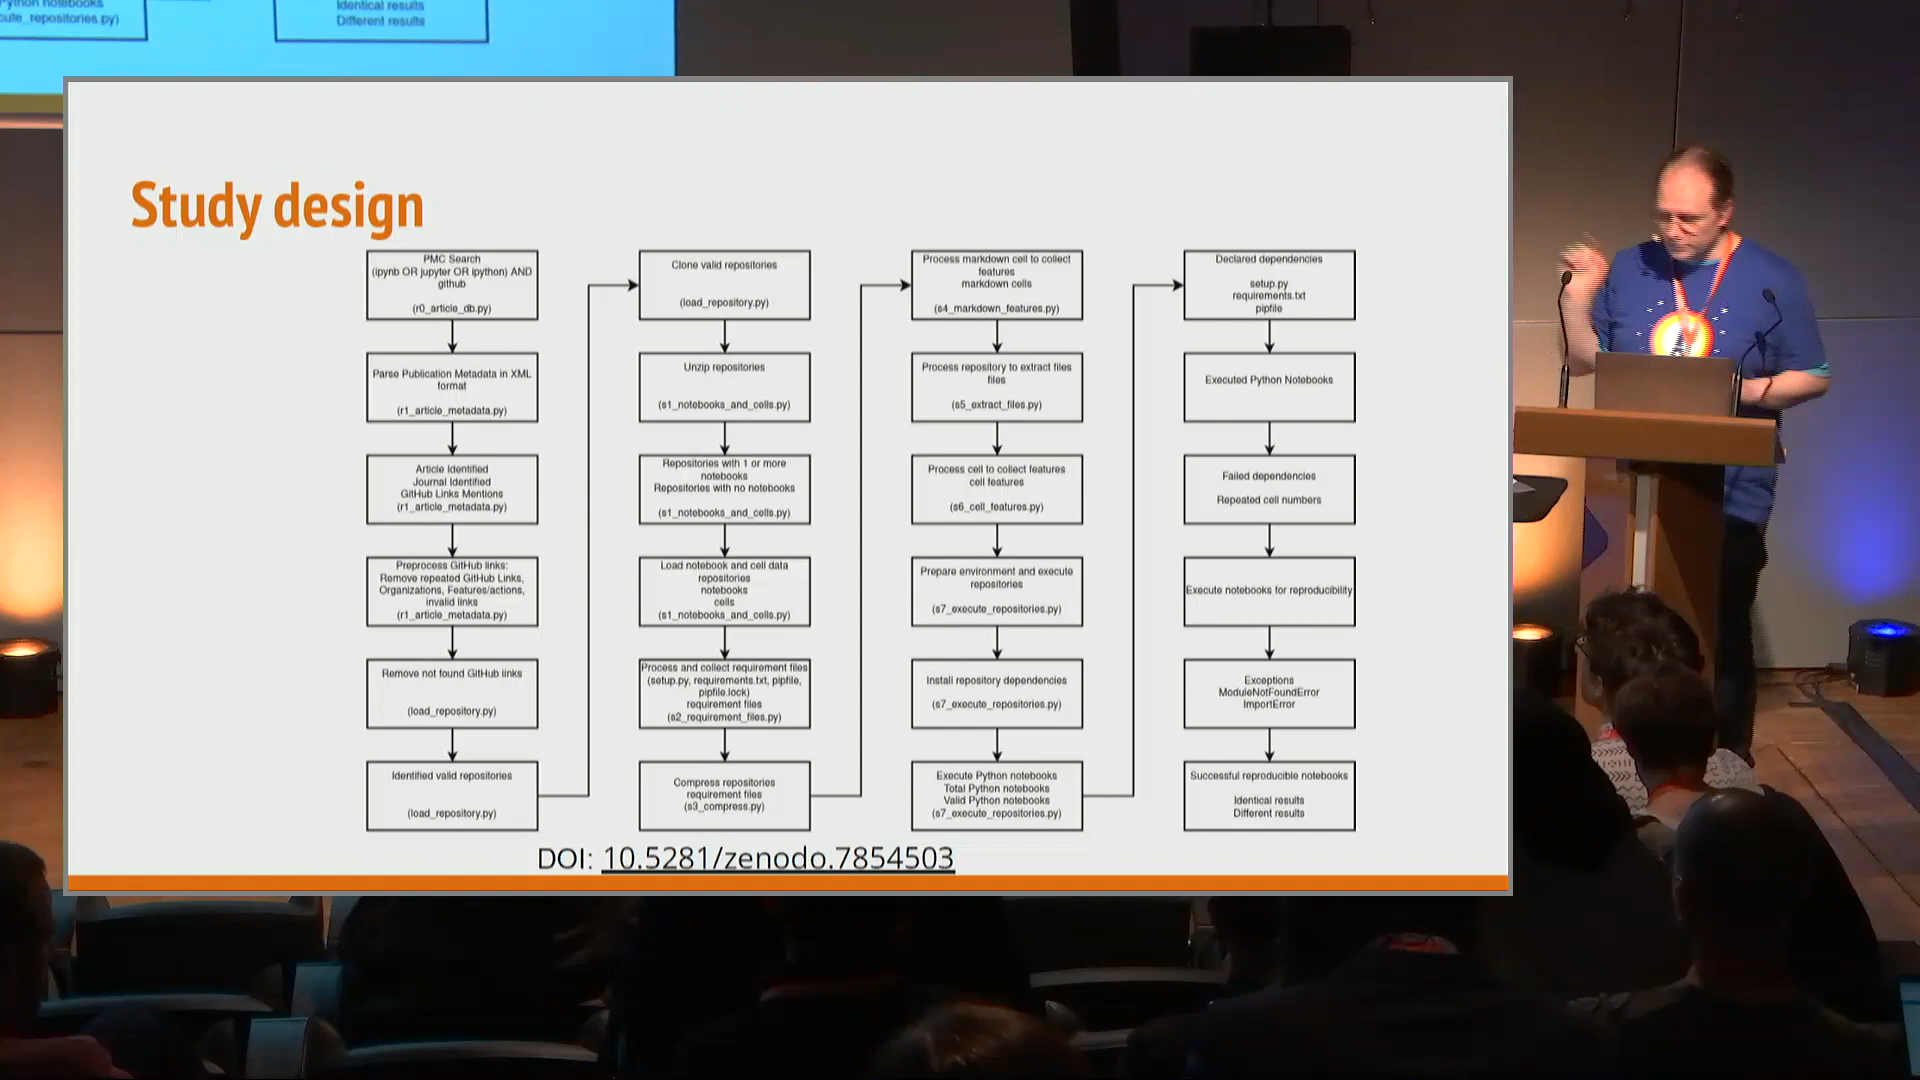 Python notebooks
cute_repositories.py)
Identical results
Different results
Study design
PMC Search
(ipynb OR jupyter OR ipython) AND
github
(r0_article_db.py)
Parse Publication Metadata in XML
format
(r1_article_metadata.py)
Article Identified
Journal Identified
GitHub Links Mentions
(r1_article_metadata.py)
Preprocess GitHub links:
Remove repeated GitHub Links,
Organizations, Features/actions,
invalid links
(r1_article_metadata.py)
Remove not found GitHub links
(load_repository.py)
Identified valid repositories
(load_repository.py)
Clone valid repositories
(load_repository.py)
Unzip repositories
(s1_notebooks_and_cells.py)
Repositories with 1 or more
notebooks
Repositories with no notebooks
(s1_notebooks_and_cells.py)
Load notebook and cell data
repositories
notebooks
cells
(s1_notebooks_and_cells.py)
Process and collect requirement files
(setup.py, requirements.txt, pipfile,
pipfile.lock)
requirement files
(s2_requirement_files.py)
Compress repositories
requirement files
(s3_compress.py)
Process markdown cell to collect
features
markdown cells
(s4_markdown_features.py)
Process repository to extract files
files
(s5_extract_files.py)
Process cell to collect features
cell features
(s6_cell_features.py)
Prepare environment and execute
repositories
(s7_execute_repositories.py)
Install repository dependencies
(s7_execute_repositories.py)
Execute Python notebooks
Total Python notebooks
Valid Python notebooks
(s7_execute_repositories.py)
Declared dependencies
setup.py
requirements.txt
pipfile
Executed Python Notebooks
Failed dependencies
Repeated cell numbers
Execute notebooks for reproducibility
Exceptions
ModuleNotFoundError
ImportError
Successful reproducible notebooks
Identical results
Different results
DOI: 10.5281/zenodo.7854503